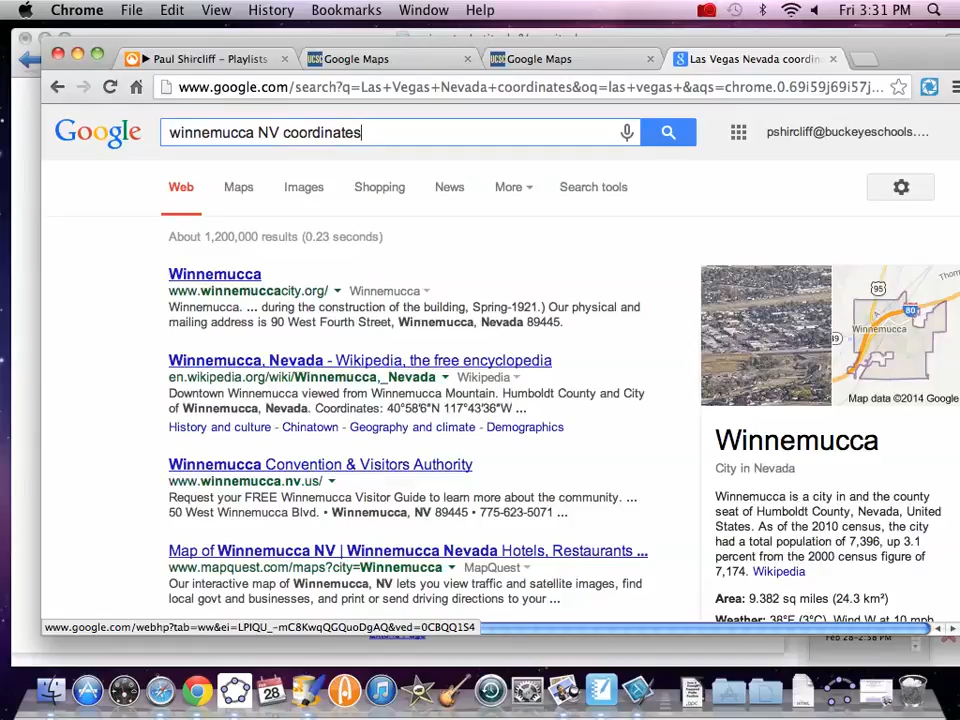 Chrome File Edit View History Bookmarks Window Help Fri 3:31 PM
Paul Shircliff – Playlists Google Maps Google Maps Las Vegas Nevada coordin
www.google.com/search?q=Las+Vegas+Nevada+coordinates&oq=las+vegas+&aqs=chrome.0.69i59j69i57j...
Google winnemucca NV coordinates pshircliff@buckeyeschools....
Web Maps Images Shopping News More Search tools
About 1,200,000 results (0.23 seconds)
Winnemucca
www.winnemuccacity.org/ Winnemucca
Winnemucca. ... during the construction of the building, Spring-1921.) Our physical and
mailing address is 90 West Fourth Street, Winnemucca, Nevada 89445.
Winnemucca, Nevada - Wikipedia, the free encyclopedia
en.wikipedia.org/wiki/Winnemucca,_Nevada Wikipedia
Downtown Winnemucca viewed from Winnemucca Mountain. Humboldt County and City
of Winnemucca, Nevada. Coordinates: 40°58′6″N 117°43′36″W ...
History and culture - Chinatown - Geography and climate - Demographics
Winnemucca Convention & Visitors Authority
www.winnemucca.nv.us/
Request your FREE Winnemucca Visitor Guide to learn more about the community. ...
50 West Winnemucca Blvd. • Winnemucca, NV 89445 • 775-623-5071 ...
Map of Winnemucca NV | Winnemucca Nevada Hotels, Restaurants ...
www.mapquest.com/maps?city=Winnemucca MapQuest
Our interactive map of Winnemucca, NV lets you view traffic and satellite images, find
local govt and businesses, and print or send driving directions to your ...
95
80
Winnemucca
Map data ©2014 Google
Winnemucca
City in Nevada
Winnemucca is a city in and the county
seat of Humboldt County, Nevada, United
States. As of the 2010 census, the city
had a total population of 7,396, up 3.1
percent from the 2000 census figure of
7,174. Wikipedia
Area: 9.382 sq miles (24.3 km²)
Weather: 38°F (3°C), Wind W at 10 mph
www.google.com/webhp?tab=ww&ei=LPIQU_-mC8KwqQGQuoDgAQ&ved=0CBQQ1S4
Feb 28-2:58 PM
28